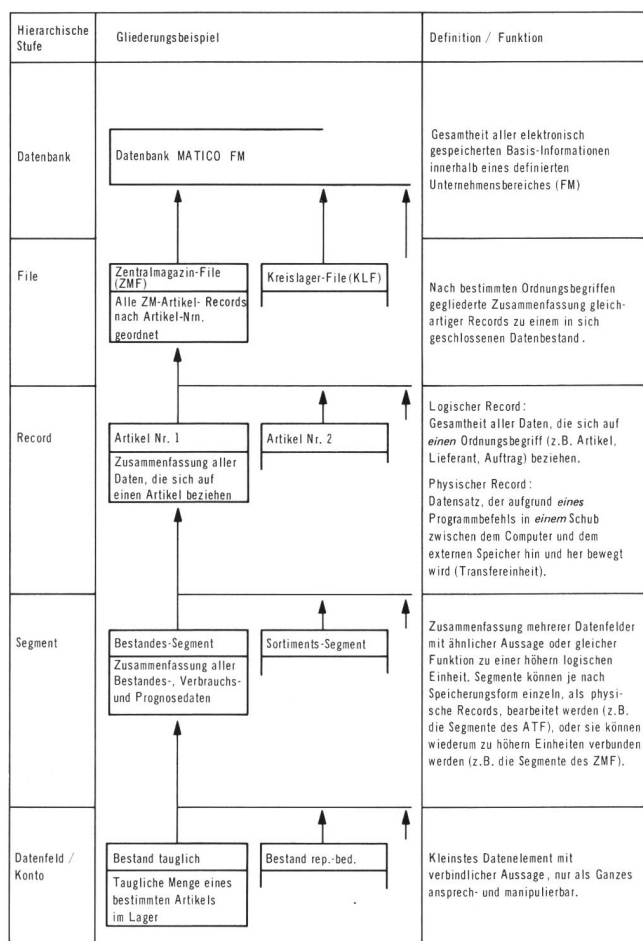 Hierarchische
Stufe
Gliederungsbeispiel
Definition / Funktion
Datenbank
Datenbank MATICO FM
Gesamtheit aller elektronisch
gespeicherten Basis-Informationen
innerhalb eines definierten
Unternehmensbereiches (FM)
File
Zentralmagazin-File
(ZMF)
Alle ZM-Artikel- Records
nach Artikel-Nrn.
geordnet
Kreislager-File (KLF)
Nach bestimmten Ordnungsbegriffen
gegliederte Zusammenfassung gleich-
artiger Records zu einem in sich
geschlossenen Datenbestand.
Record
Artikel Nr. 1
Zusammenfassung aller
Daten, die sich auf
einen Artikel beziehen
Artikel Nr. 2
Logischer Record:
Gesamtheit aller Daten, die sich auf
einen Ordnungsbegriff (z.B. Artikel,
Lieferant, Auftrag) beziehen.
Physischer Record:
Datensatz, der aufgrund eines
Programmbefehls in einem Schub
zwischen dem Computer und dem
externen Speicher hin und her bewegt
wird (Transfereinheit).
Segment
Bestandes-Segment
Zusammenfassung aller
Bestandes-, Verbrauchs-
und Prognosedaten
Sortiments-Segment
Zusammenfassung mehrerer Datenfelder
mit ähnlicher Aussage oder gleicher
Funktion zu einer höhern logischen
Einheit. Segmente können je nach
Speicherungsform einzeln, als physi-
sche Records, bearbeitet werden (z.B.
die Segmente des ATF), oder sie können
wiederum zu höhern Einheiten verbunden
werden (z.B. die Segmente des ZMF).
Datenfeld /
Konto
Bestand tauglich
Taugliche Menge eines
bestimmten Artikels
im Lager
Bestand rep.-bed.
Kleinstes Datenelement mit
verbindlicher Aussage, nur als Ganzes
ansprech- und manipulierbar.